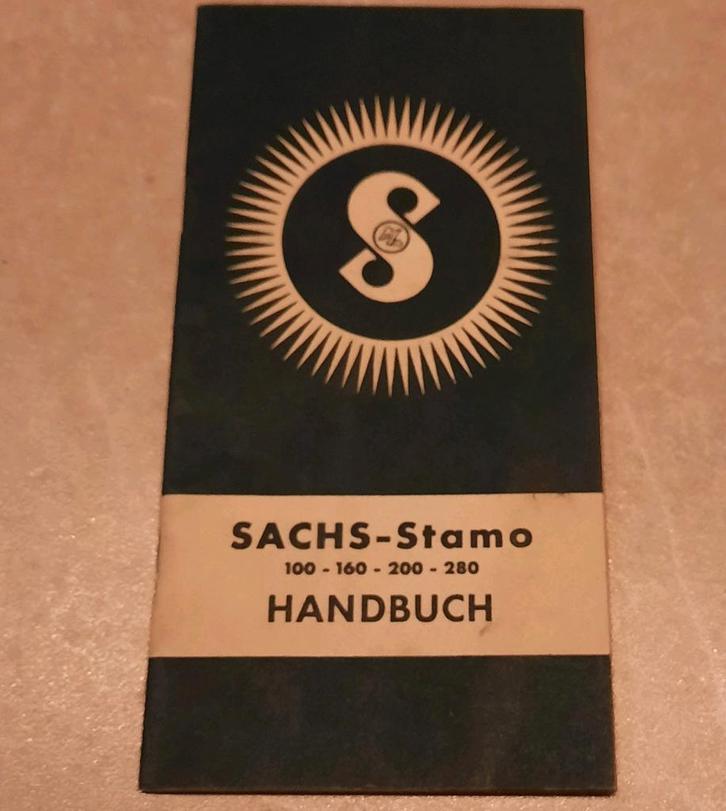 S
SACHS-Stamo
100 - 160 - 200 - 280
HANDBUCH